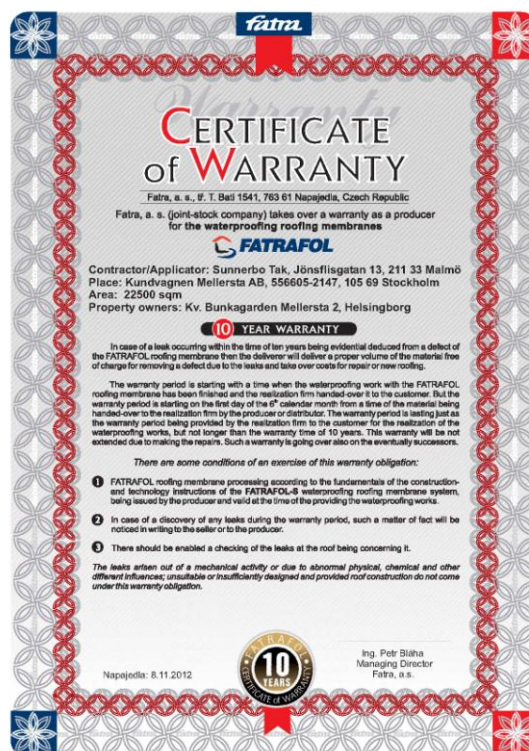 fatra
Warranty
CERTIFICATE
of WARRANTY
Fatra, a. s., tř. T. Bati 1541, 763 61 Napajedla, Czech Republic
Fatra, a. s. (joint-stock company) takes over a warranty as a producer
for the waterproofing roofing membranes
FATRAFOL
Contractor/Applicator: Sunnerbo Tak, Jönsflisgatan 13, 211 33 Malmö
Place: Kundvagnen Mellersta AB, 556605-2147, 105 69 Stockholm
Area: 22500 sqm
Property owners: Kv. Bunkagarden Mellersta 2, Helsingborg
10 YEAR WARRANTY
In case of a leak occurring within the time of ten years being evidential deduced from a defect of
the FATRAFOL roofing membrane then the deliverer will deliver a proper volume of the material free
of charge for removing a defect due to the leaks and take over costs for repair or new roofing.
The warranty period is starting with a time when the waterproofing work with the FATRAFOL
roofing membrane has been finished and the realization firm handed-over it to the customer. But the
warranty period is starting on the first day of the 6th calendar month from a time of the material being
handed-over to the realization firm by the producer or distributor. The warranty period is lasting just as
the warranty period being provided by the realization firm to the customer for the realization of the
waterproofing works, but not longer than the warranty time of 10 years. This warranty will be not
extended due to making the repairs. Such a warranty is going over also on the eventually successors.
There are some conditions of an exercise of this warranty obligation:
1 FATRAFOL roofing membrane processing according to the fundamentals of the construction-
and technology instructions of the FATRAFOL-S waterproofing roofing membrane system,
being issued by the producer and valid at the time of the providing the waterproofing works.
2 In case of a discovery of any leaks during the warranty period, such a matter of fact will be
noticed in writing to the seller or to the producer.
3 There should be enabled a checking of the leaks at the roof being concerning it.
The leaks arisen out of a mechanical activity or due to abnormal physical, chemical and other
different influences; unsuitable or insufficiently designed and provided roof construction do not come
under this warranty obligation.
Napajedla: 8.11.2012
FATRAFOL
10
YEARS
CERTIFICATE of WARRANTY
Ing. Petr Bláha
Managing Director
Fatra, a.s.